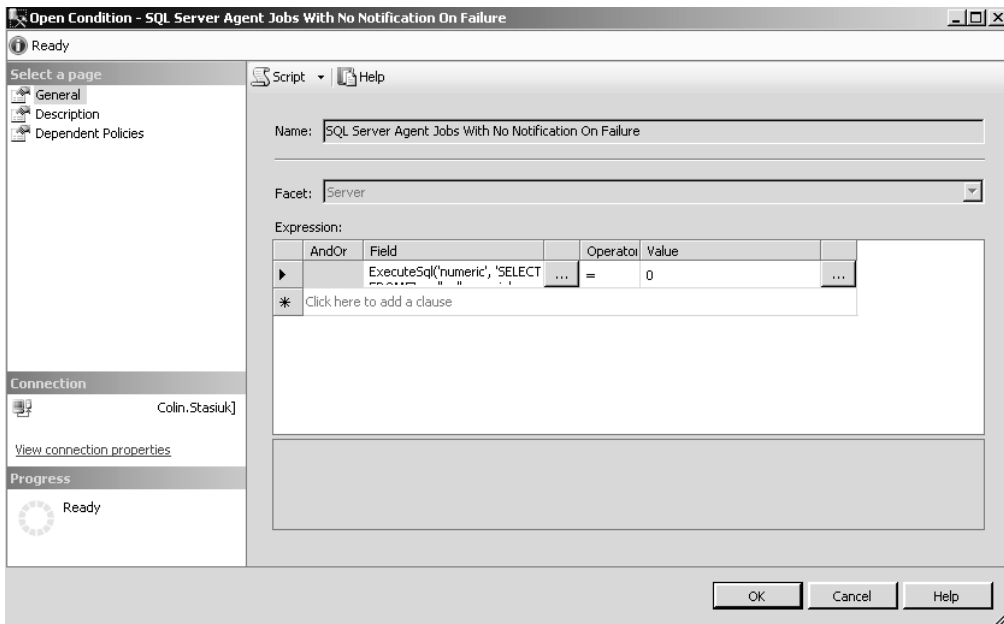 Open Condition - SQL Server Agent Jobs With No Notification On Failure
Ready
Select a page
General
Description
Dependent Policies
Script
Help
Name: SQL Server Agent Jobs With No Notification On Failure
Facet: Server
Expression:
AndOr Field Operator Value
ExecuteSql('numeric', 'SELECT ... = 0 ...
Click here to add a clause
Connection
Colin.Stasiuk]
View connection properties
Progress
Ready
OK Cancel Help